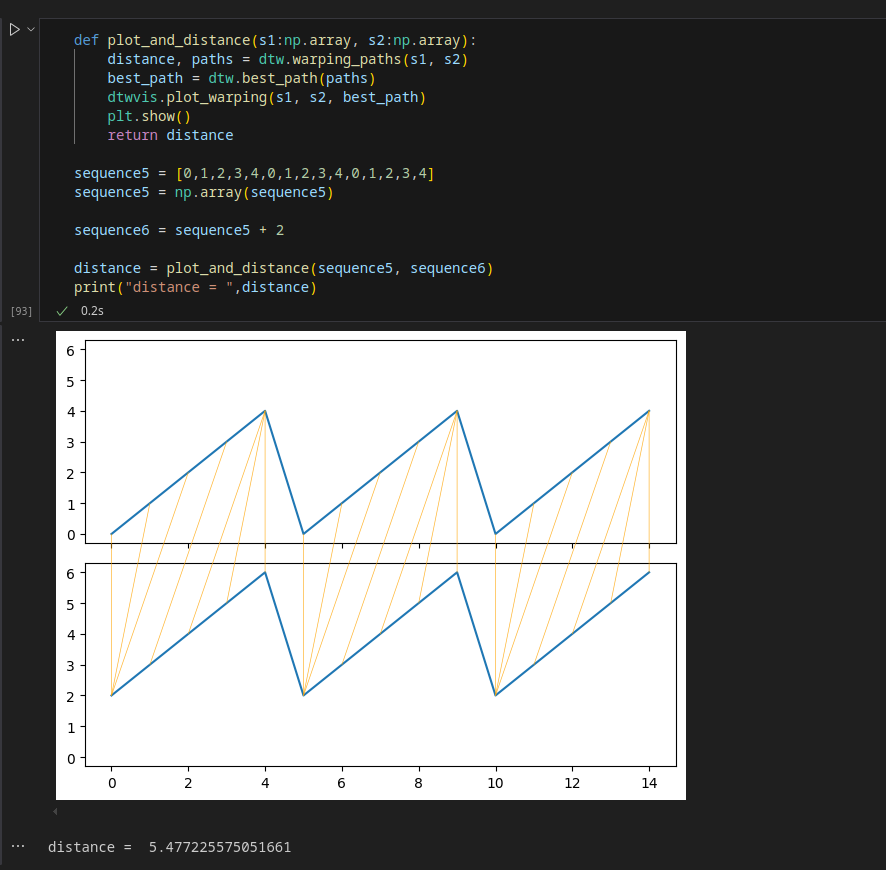 def plot_and_distance(s1:np.array, s2:np.array):
    distance, paths = dtw.warping_paths(s1, s2)
    best_path = dtw.best_path(paths)
    dtwvis.plot_warping(s1, s2, best_path)
    plt.show()
    return distance
sequence5 = [0,1,2,3,4,0,1,2,3,4,0,1,2,3,4]
sequence5 = np.array(sequence5)
sequence6 = sequence5 + 2
distance = plot_and_distance(sequence5, sequence6)
print("distance = ",distance)
[93] 0.2s
6
5
4
3
2
1
0
6
5
4
3
2
1
0
0 2 4 6 8 10 12 14
distance =  5.477225575051661